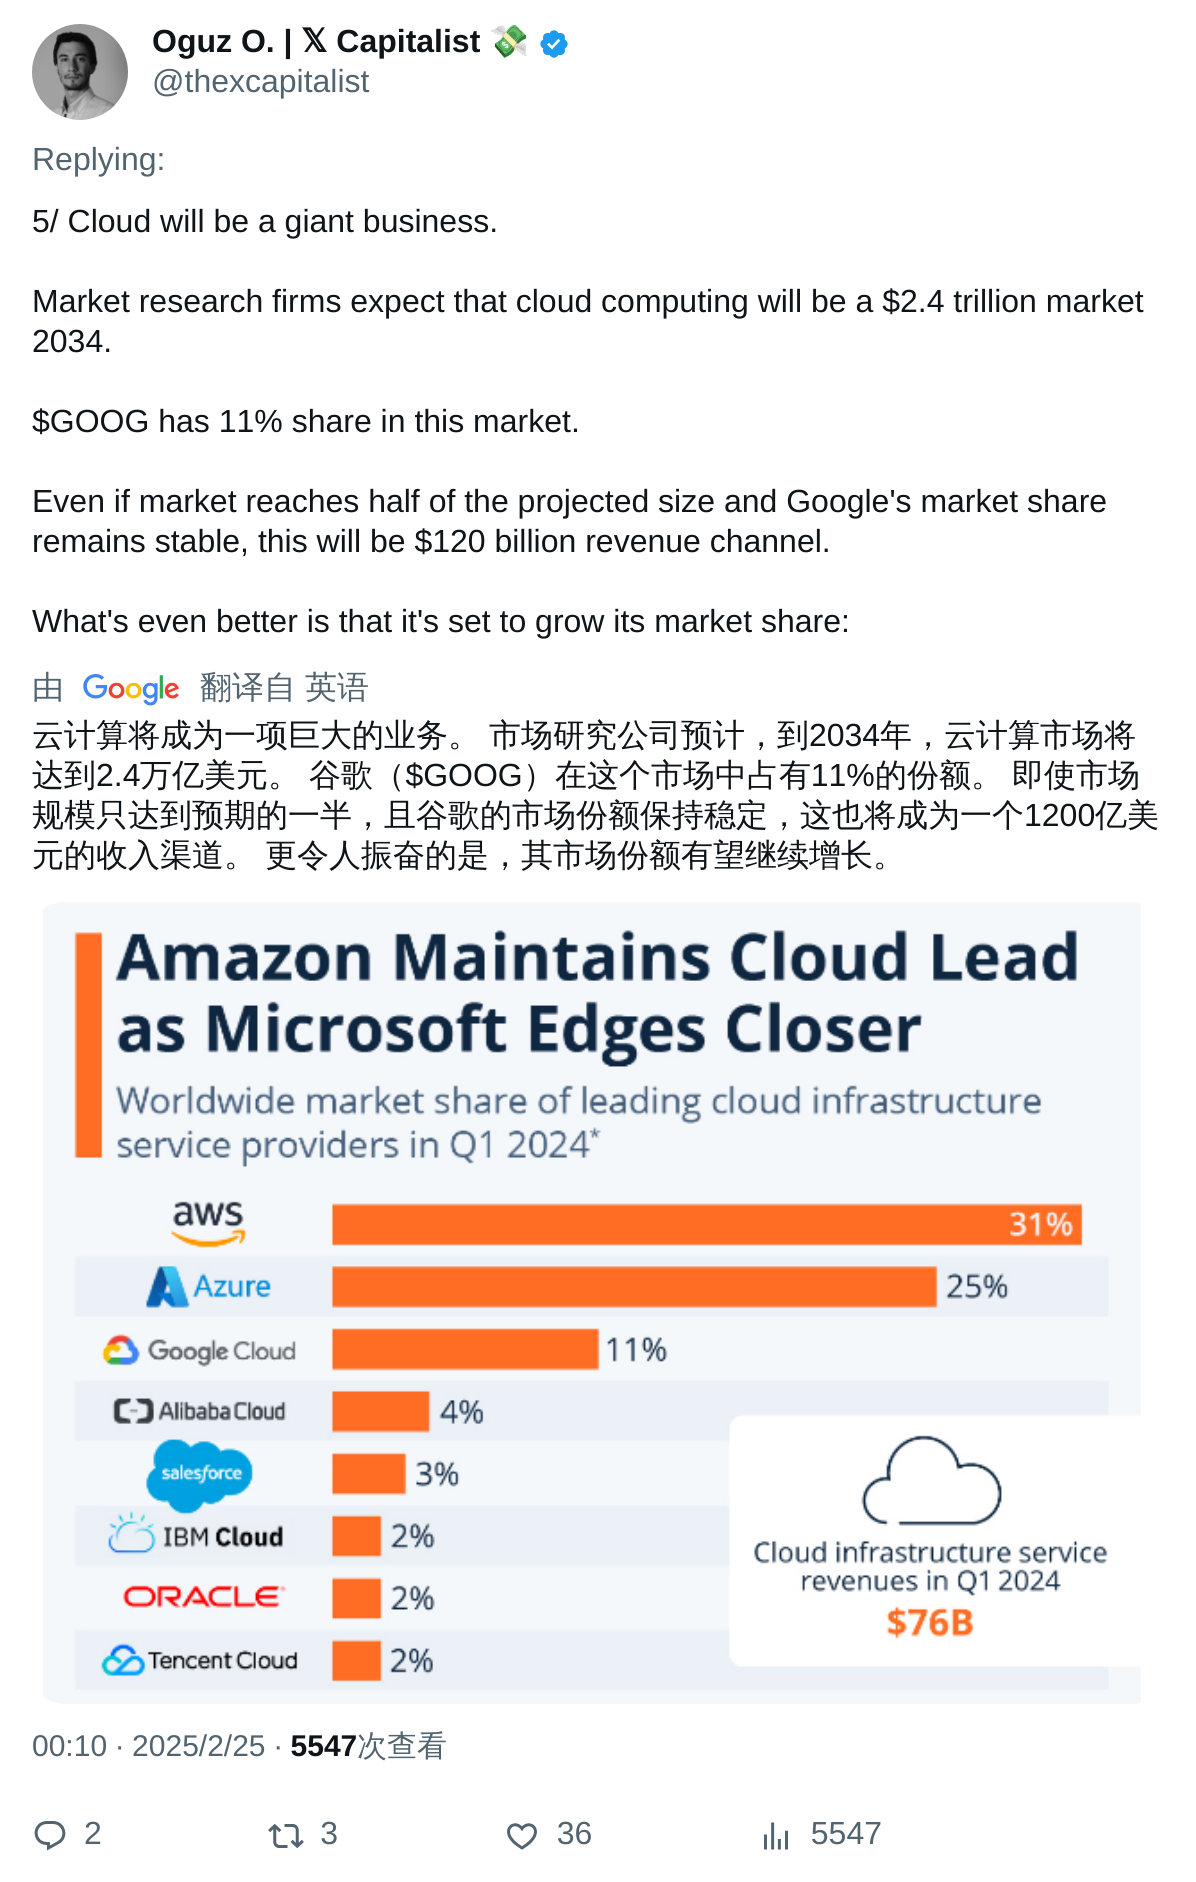 Oguz O. | 𝕏 Capitalist 💸
@thexcapitalist
Replying:
5/ Cloud will be a giant business.
Market research firms expect that cloud computing will be a $2.4 trillion market
2034.
$GOOG has 11% share in this market.
Even if market reaches half of the projected size and Google's market share
remains stable, this will be $120 billion revenue channel.
What's even better is that it's set to grow its market share:
由 Google 翻译自 英语
云计算将成为一项巨大的业务。 市场研究公司预计，到2034年，云计算市场将
达到2.4万亿美元。 谷歌（$GOOG）在这个市场中占有11%的份额。 即使市场
规模只达到预期的一半，且谷歌的市场份额保持稳定，这也将成为一个1200亿美
元的收入渠道。 更令人振奋的是，其市场份额有望继续增长。
Amazon Maintains Cloud Lead
as Microsoft Edges Closer
Worldwide market share of leading cloud infrastructure
service providers in Q1 2024*
aws 31%
Azure 25%
Google Cloud 11%
Alibaba Cloud 4%
salesforce 3%
IBM Cloud 2%
ORACLE 2%
Tencent Cloud 2%
Cloud infrastructure service
revenues in Q1 2024
$76B
00:10 · 2025/2/25 · 5547次查看
2 3 36 5547